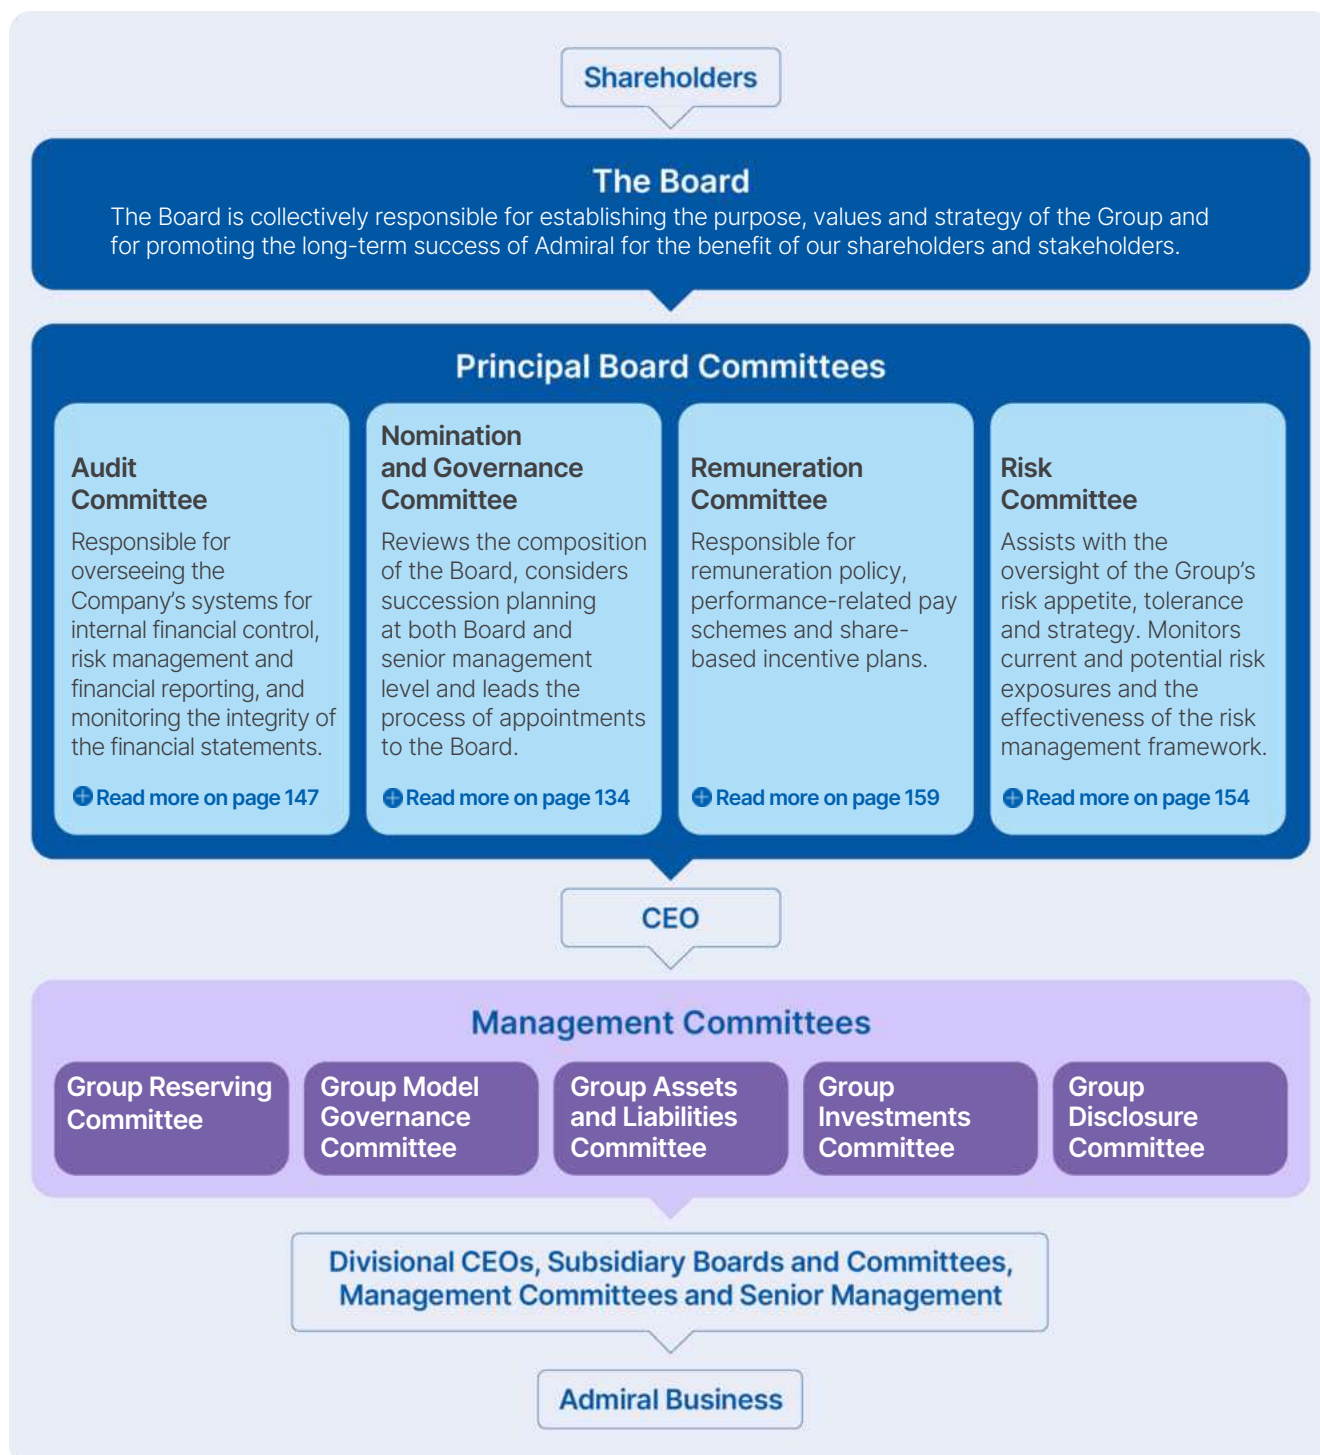 Shareholders
The Board
The Board is collectively responsible for establishing the purpose, values and strategy of the Group and
for promoting the long-term success of Admiral for the benefit of our shareholders and stakeholders.
Principal Board Committees
Audit
Committee
Responsible for
overseeing the
Company’s systems for
internal financial control,
risk management and
financial reporting, and
monitoring the integrity of
the financial statements.
Read more on page 147
Nomination
and Governance
Committee
Reviews the composition
of the Board, considers
succession planning
at both Board and
senior management
level and leads the
process of appointments
to the Board.
Read more on page 134
Remuneration
Committee
Responsible for
remuneration policy,
performance-related pay
schemes and share-
based incentive plans.
Read more on page 159
Risk
Committee
Assists with the
oversight of the Group’s
risk appetite, tolerance
and strategy. Monitors
current and potential risk
exposures and the
effectiveness of the risk
management framework.
Read more on page 154
CEO
Management Committees
Group Reserving
Committee
Group Model
Governance
Committee
Group Assets
and Liabilities
Committee
Group
Investments
Committee
Group
Disclosure
Committee
Divisional CEOs, Subsidiary Boards and Committees,
Management Committees and Senior Management
Admiral Business